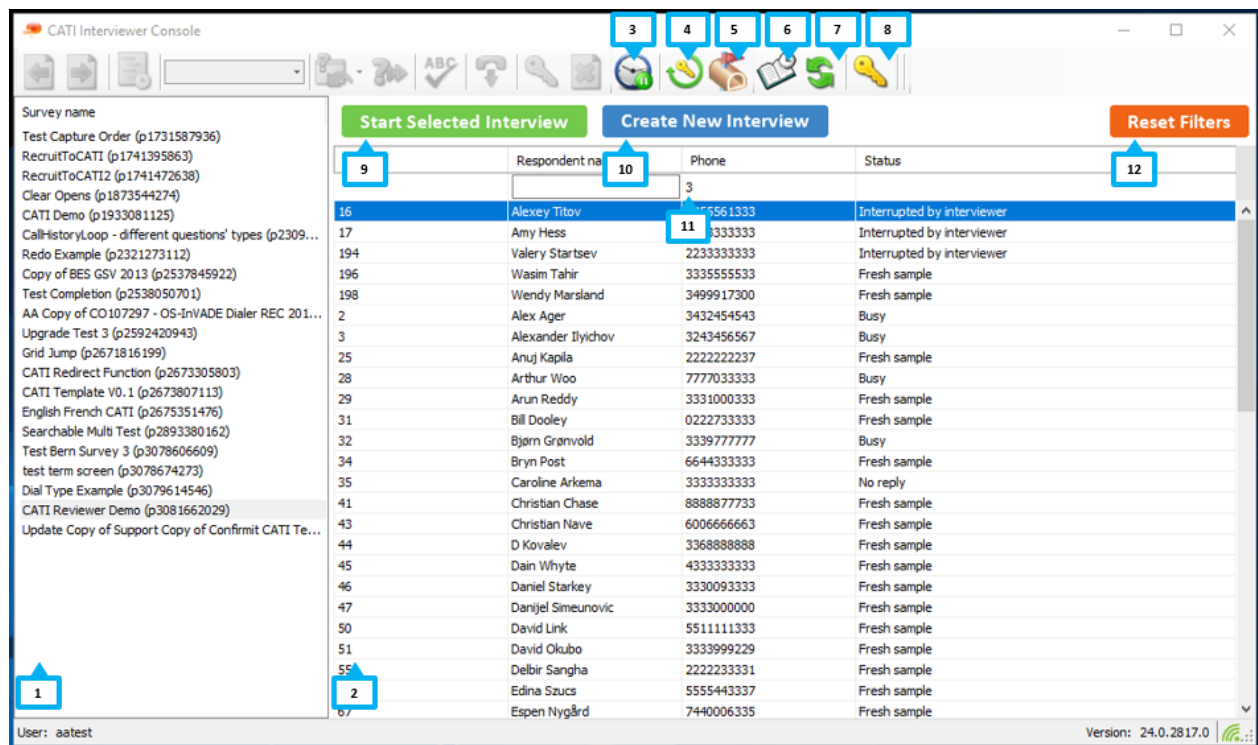 CATI Interviewer Console
3 4 5 6 7 8
ABC
Survey name
Test Capture Order (p1731587936)
RecruitToCATI (p1741395863)
RecruitToCATI2 (p1741472638)
Clear Opens (p1873544274)
CATI Demo (p1933081125)
CallHistoryLoop - different questions' types (p2309...
Redo Example (p2321273112)
Copy of BES GSV 2013 (p2537845922)
Test Completion (p2538050701)
AA Copy of CO107297 - OS-InVADE Dialer REC 201...
Upgrade Test 3 (p2592420943)
Grid Jump (p2671816199)
CATI Redirect Function (p2673305803)
CATI Template V0.1 (p2673807113)
English French CATI (p2675351476)
Searchable Multi Test (p2893380162)
Test Bern Survey 3 (p3078606609)
test term screen (p3078674273)
Dial Type Example (p3079614546)
CATI Reviewer Demo (p3081662029)
Update Copy of Support Copy of Confirmit CATI Te...
1
Start Selected Interview Create New Interview Reset Filters
9 10 12
Respondent na Phone Status
3
11
16 Alexey Titov 5561333 Interrupted by interviewer
17 Amy Hess 333333 Interrupted by interviewer
194 Valery Startsev 2233333333 Interrupted by interviewer
196 Wasim Tahir 3335555533 Fresh sample
198 Wendy Marsland 3499917300 Fresh sample
2 Alex Ager 3432454543 Busy
3 Alexander Ilyichov 3243456567 Busy
25 Anuj Kapila 2222222237 Fresh sample
28 Arthur Woo 7777033333 Busy
29 Arun Reddy 3331000333 Fresh sample
31 Bill Dooley 0222733333 Fresh sample
32 Bjørn Grønvold 3339777777 Busy
34 Bryn Post 6644333333 Fresh sample
35 Caroline Arkema 3333333333 No reply
41 Christian Chase 8888877733 Fresh sample
43 Christian Nave 6006666663 Fresh sample
44 D Kovalev 3368888888 Fresh sample
45 Dain Whyte 4333333333 Fresh sample
46 Daniel Starkey 3330093333 Fresh sample
47 Danijel Simeunovic 3333000000 Fresh sample
50 David Link 5511111333 Fresh sample
51 David Okubo 3333999229 Fresh sample
55 Delbir Sangha 2222233331 Fresh sample
2 Edina Szucs 5555443337 Fresh sample
67 Espen Nygård 7440006335 Fresh sample
User: aatest
Version: 24.0.2817.0